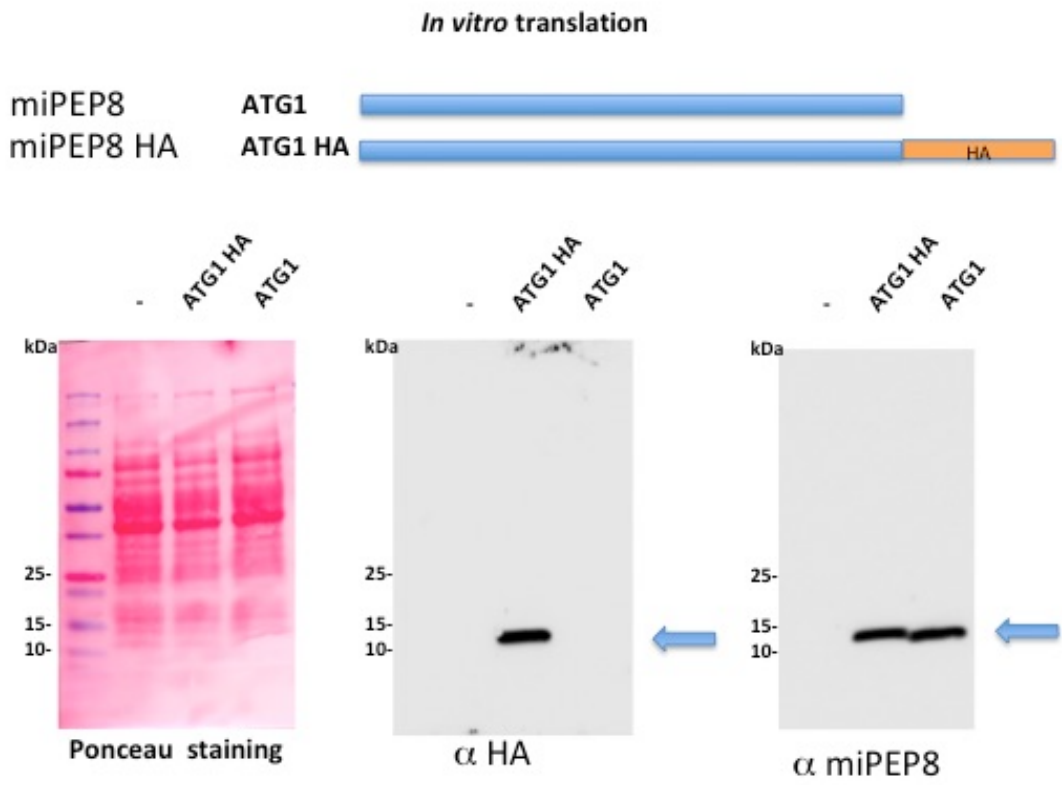 In vitro translation
miPEP8 ATG1
miPEP8 HA ATG1 HA HA
- ATG1 HA ATG1
- ATG1 HA ATG1
- ATG1 HA ATG1
kDa
25-
15-
10-
Ponceau staining
kDa
25-
15-
10-
α HA
kDa
25-
15-
10-
α miPEP8